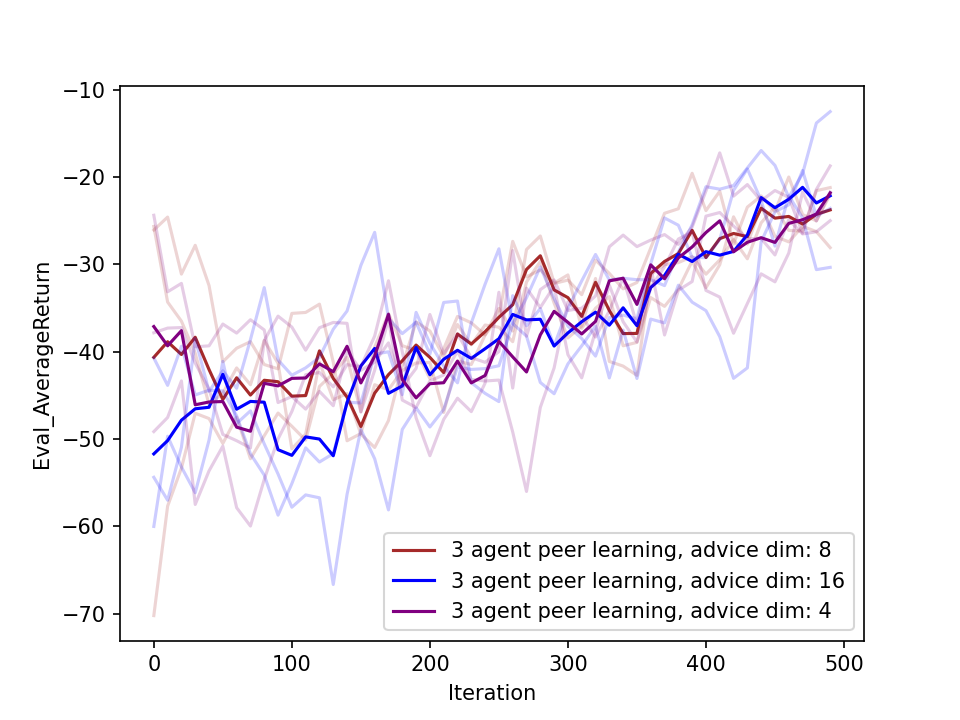 −10
−20
−30
−40
−50
−60
−70
Eval_AverageReturn
3 agent peer learning, advice dim: 8
3 agent peer learning, advice dim: 16
3 agent peer learning, advice dim: 4
0 100 200 300 400 500
Iteration